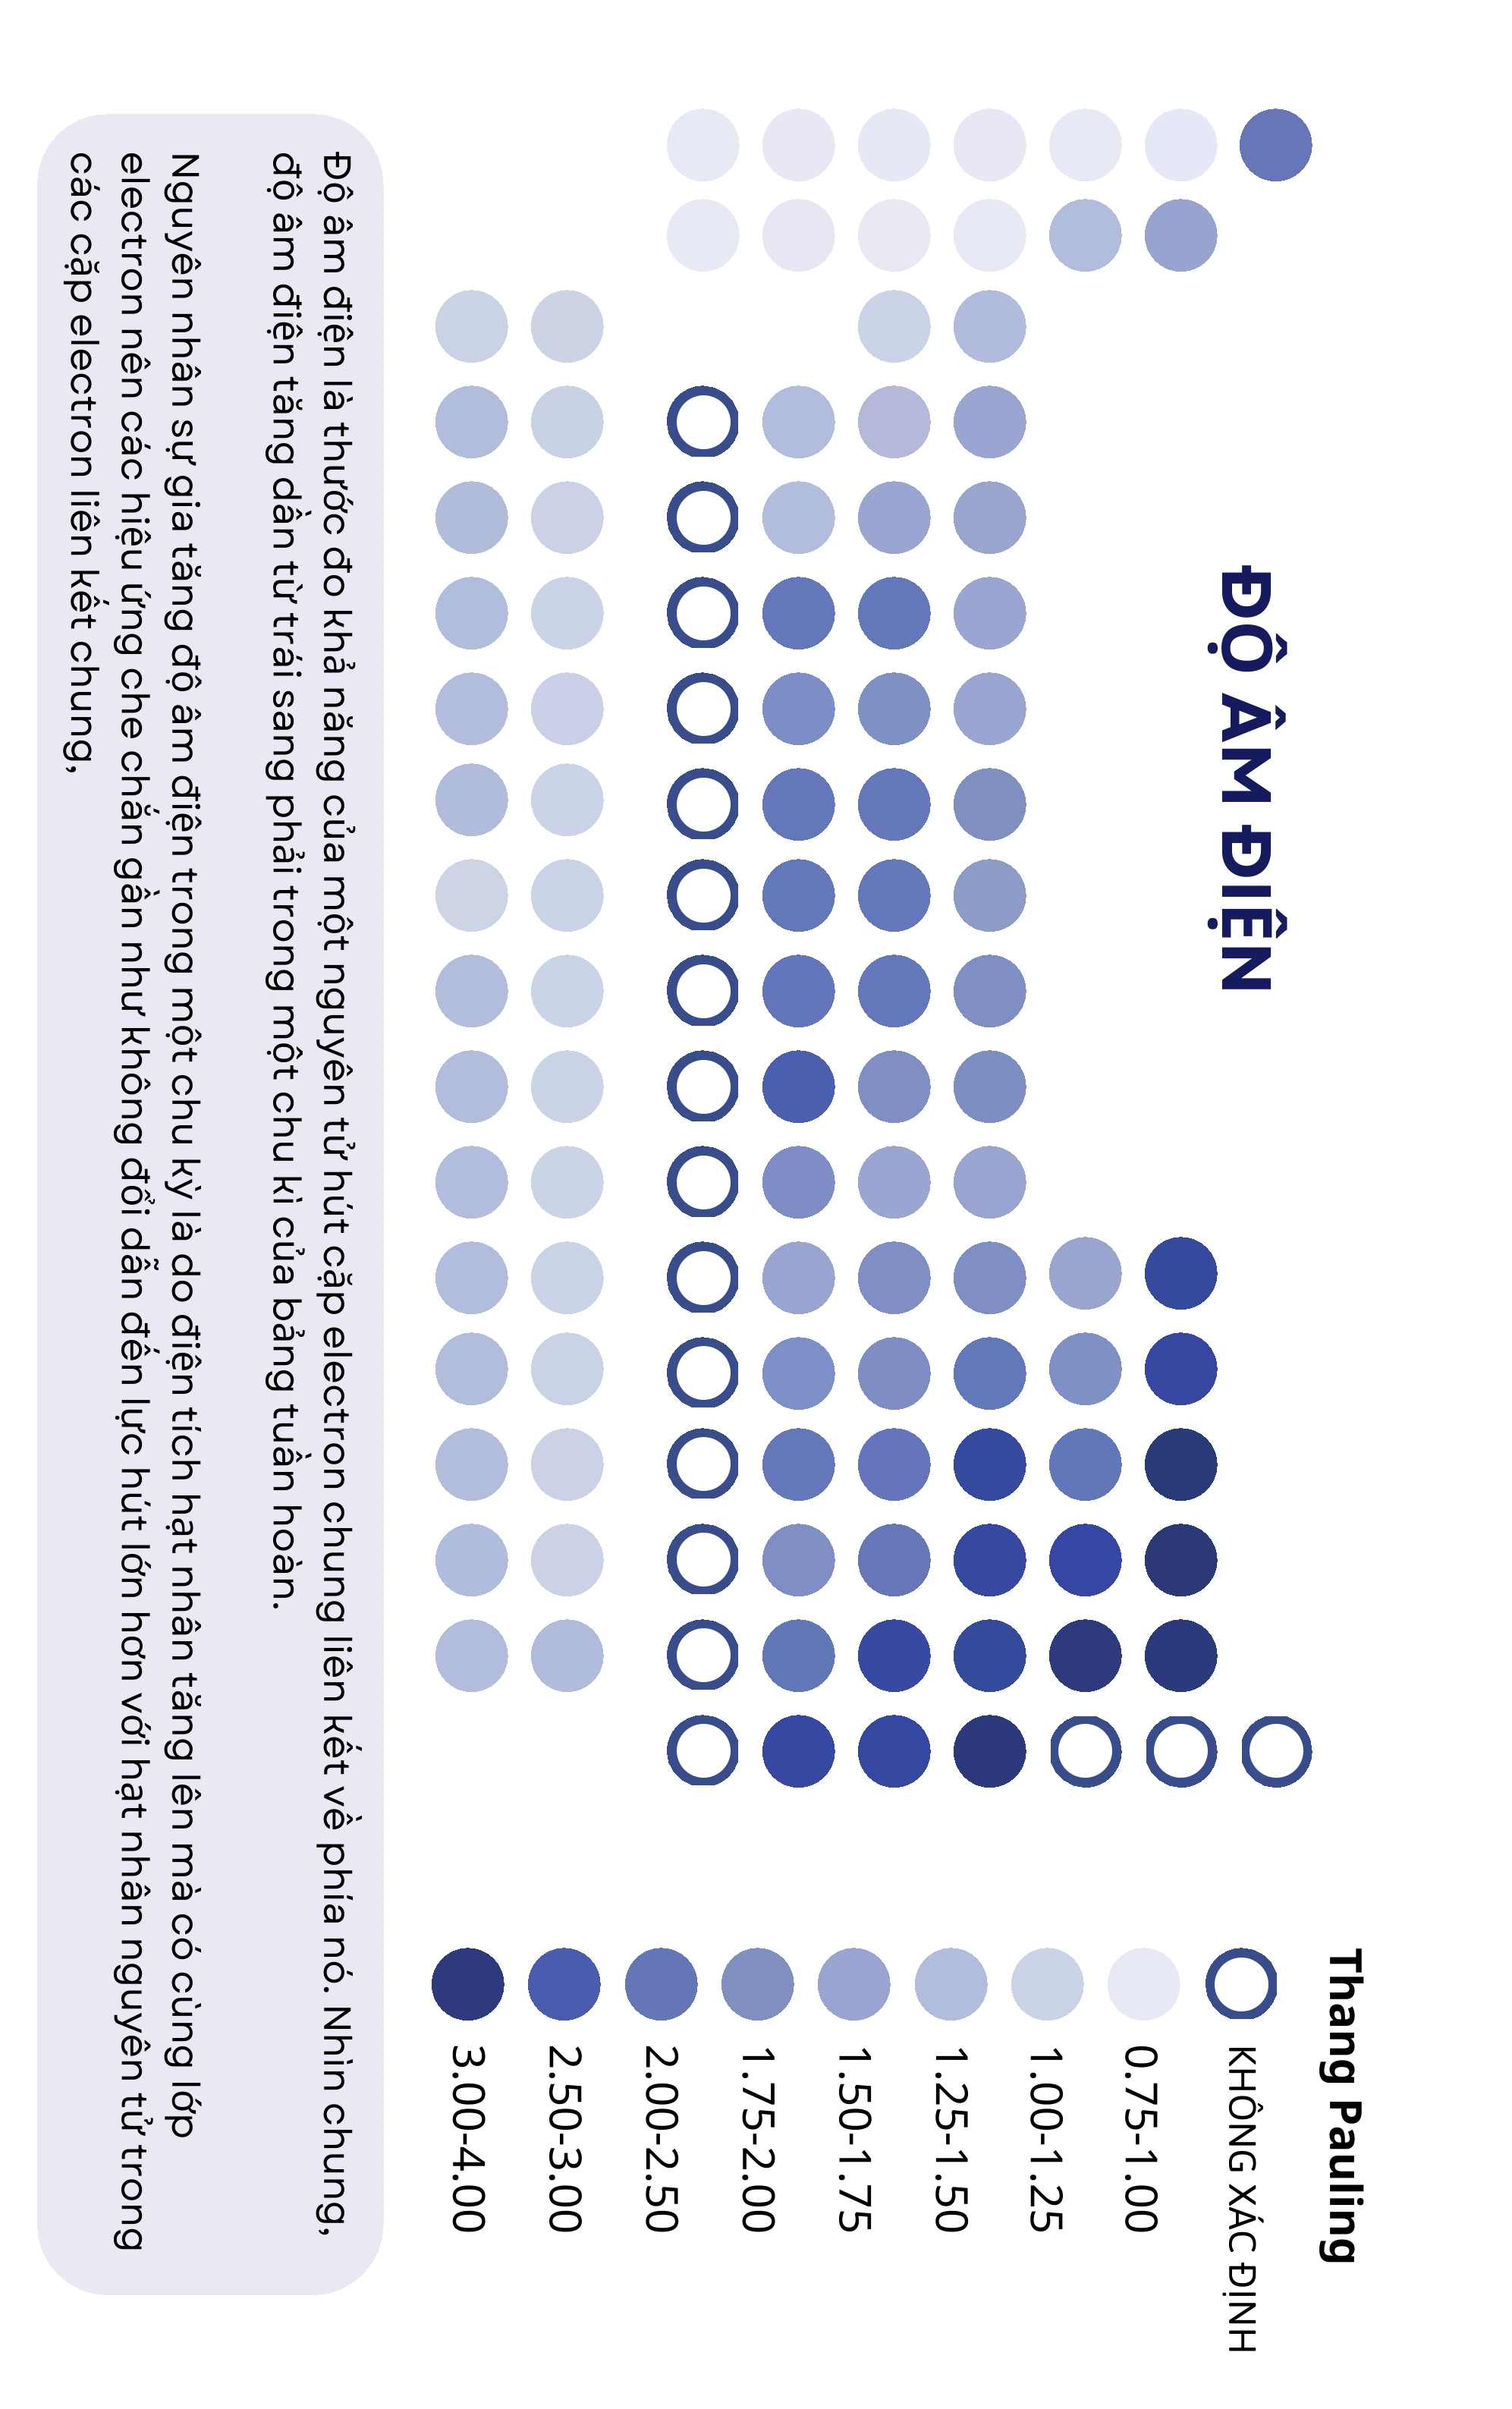 ĐỘ ÂM ĐIỆN
Thang Pauling
KHÔNG XÁC ĐỊNH
0.75-1.00
1.00-1.25
1.25-1.50
1.50-1.75
1.75-2.00
2.00-2.50
2.50-3.00
3.00-4.00
Độ âm điện là thước đo khả năng của một nguyên tử hút cặp electron chung liên kết về phía nó. Nhìn chung,
độ âm điện tăng dần từ trái sang phải trong một chu kì của bảng tuần hoàn.
Nguyên nhân sự gia tăng độ âm điện trong một chu kỳ là do điện tích hạt nhân tăng lên mà có cùng lớp
electron nên các hiệu ứng che chắn gần như không đổi dẫn đến lực hút lớn hơn với hạt nhân nguyên tử trong
các cặp electron liên kết chung,